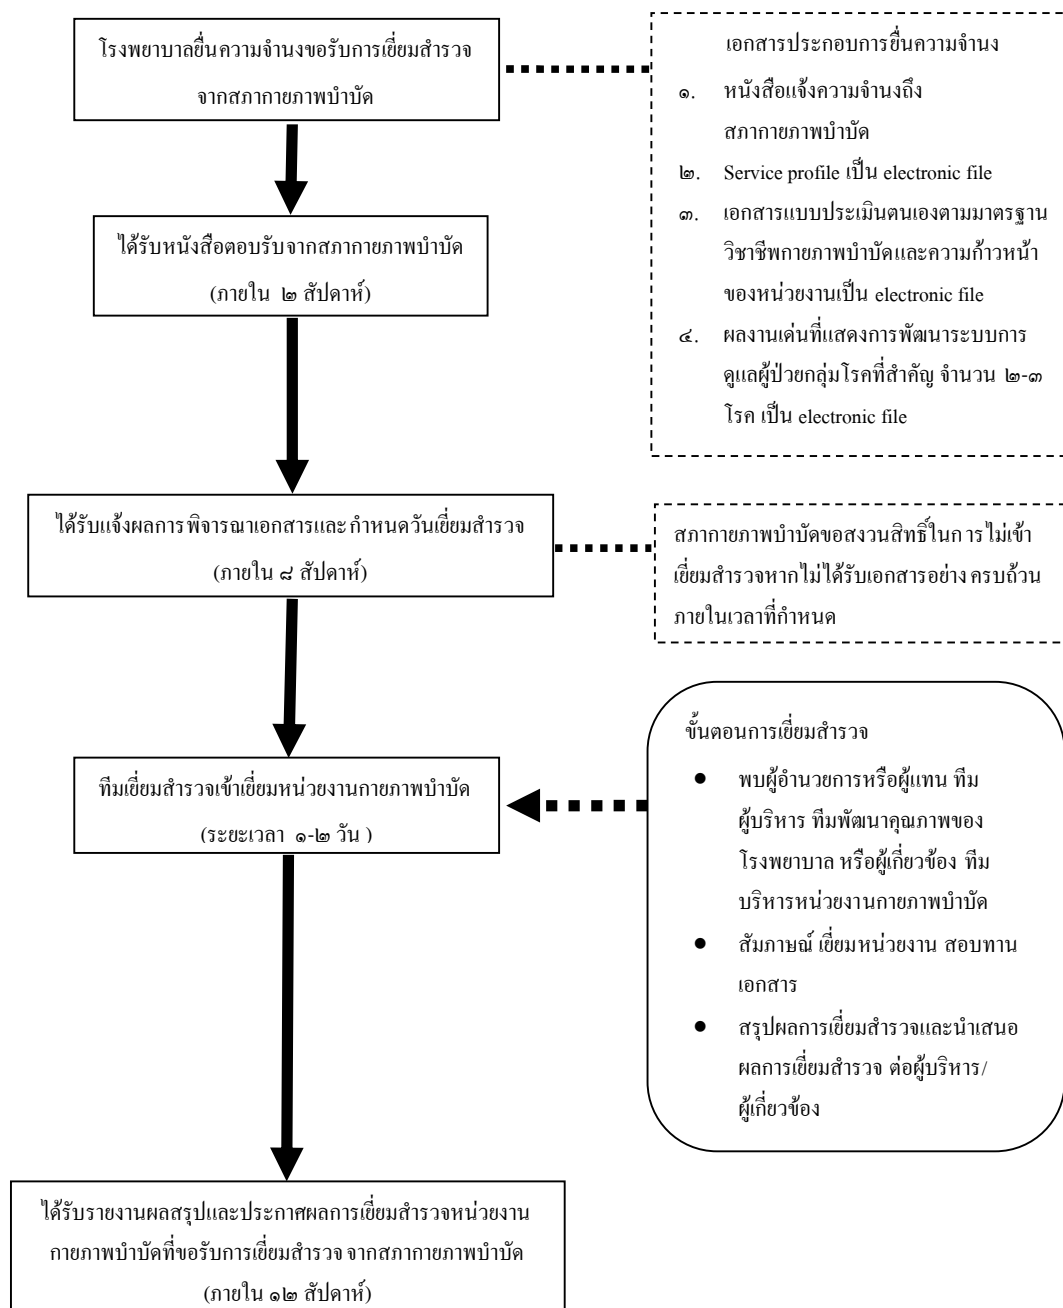 โรงพยาบาลยื่นความจำนงขอรับการเยี่ยมสำรวจ
จากสภากายภาพบำบัด
เอกสารประกอบการยื่นความจำนง
๑. หนังสือแจ้งความจำนงถึง
สภากายภาพบำบัด
๒. Service profile เป็น electronic file
๓. เอกสารแบบประเมินตนเองตามมาตรฐาน
วิชาชีพกายภาพบำบัดและความก้าวหน้า
ของหน่วยงานเป็น electronic file
๔. ผลงานเด่นที่แสดงการพัฒนาระบบการ
ดูแลผู้ป่วยกลุ่มโรคที่สำคัญ จำนวน ๒-๓
โรค เป็น electronic file
ได้รับหนังสือตอบรับจากสภากายภาพบำบัด
(ภายใน ๒ สัปดาห์)
ได้รับแจ้งผลการพิจารณาเอกสารและกำหนดวันเยี่ยมสำรวจ
(ภายใน ๘ สัปดาห์)
สภากายภาพบำบัดขอสงวนสิทธิ์ในการไม่เข้า
เยี่ยมสำรวจหากไม่ได้รับเอกสารอย่างครบถ้วน
ภายในเวลาที่กำหนด
ทีมเยี่ยมสำรวจเข้าเยี่ยมหน่วยงานกายภาพบำบัด
(ระยะเวลา ๑-๒ วัน )
ขั้นตอนการเยี่ยมสำรวจ
● พบผู้อำนวยการหรือผู้แทน ทีม
ผู้บริหาร ทีมพัฒนาคุณภาพของ
โรงพยาบาล หรือผู้เกี่ยวข้อง ทีม
บริหารหน่วยงานกายภาพบำบัด
● สัมภาษณ์ เยี่ยมหน่วยงาน สอบทาน
เอกสาร
● สรุปผลการเยี่ยมสำรวจและนำเสนอ
ผลการเยี่ยมสำรวจ ต่อผู้บริหาร/
ผู้เกี่ยวข้อง
ได้รับรายงานผลสรุปและประกาศผลการเยี่ยมสำรวจหน่วยงาน
กายภาพบำบัดที่ขอรับการเยี่ยมสำรวจ จากสภากายภาพบำบัด
(ภายใน ๑๒ สัปดาห์)